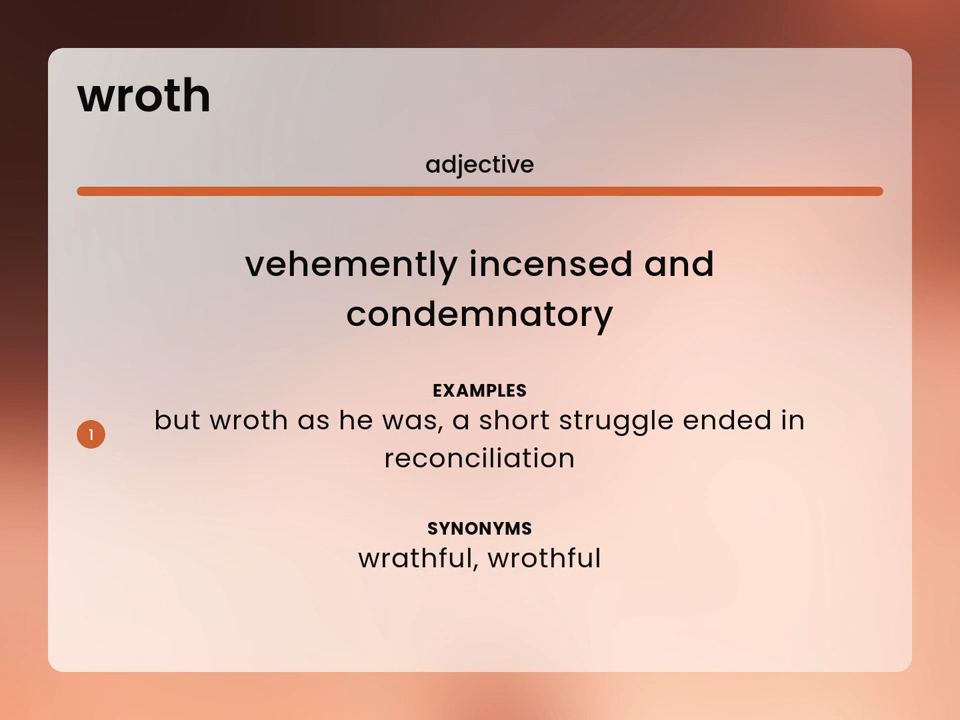 wroth
adjective
vehemently incensed and
condemnatory
EXAMPLES
1
but wroth as he was, a short struggle ended in
reconciliation
SYNONYMS
wrathful, wrothful